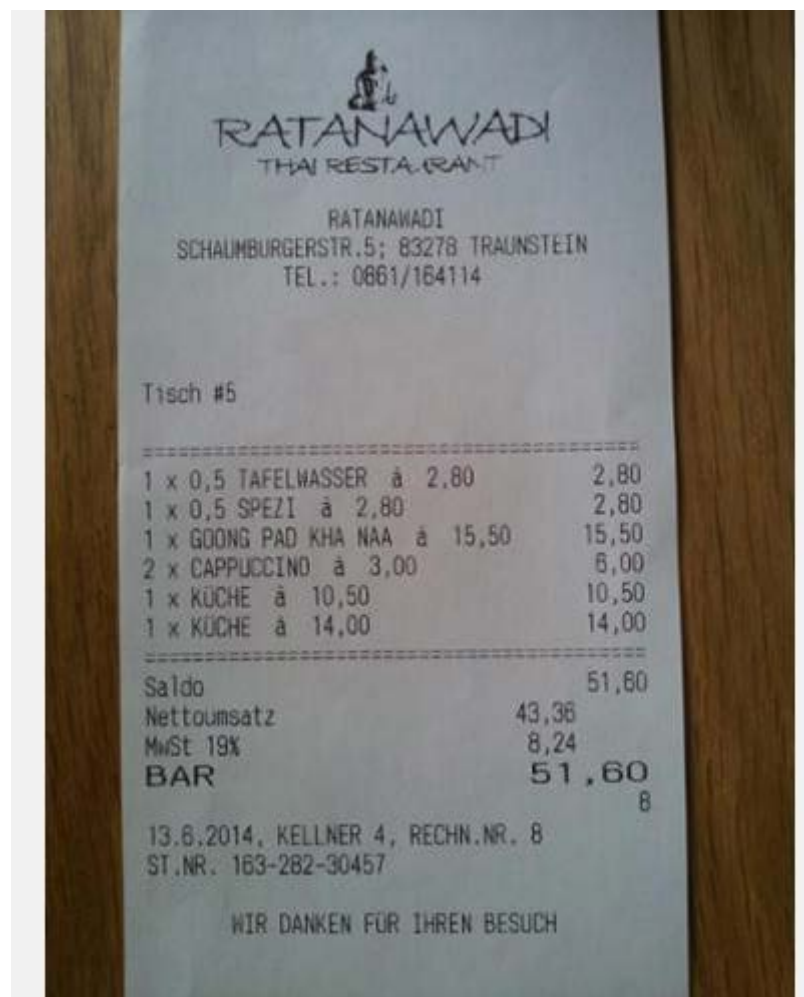 RATANAWADI
THAI RESTAURANT
RATANAWADI
SCHAUMBURGERSTR.5; 83278 TRAUNSTEIN
TEL.: 0861/164114
Tisch #5
===========================================
1 x 0,5 TAFELWASSER à 2,80 2,80
1 x 0,5 SPEZI à 2,80 2,80
1 x GOONG PAD KHA NAA à 15,50 15,50
2 x CAPPUCCINO à 3,00 6,00
1 x KÜCHE à 10,50 10,50
1 x KÜCHE à 14,00 14,00
===========================================
Saldo 51,60
Nettoumsatz 43,36
MwSt 19% 8,24
BAR 51,60
8
13.6.2014, KELLNER 4, RECHN.NR. 8
ST.NR. 163-282-30457
WIR DANKEN FÜR IHREN BESUCH